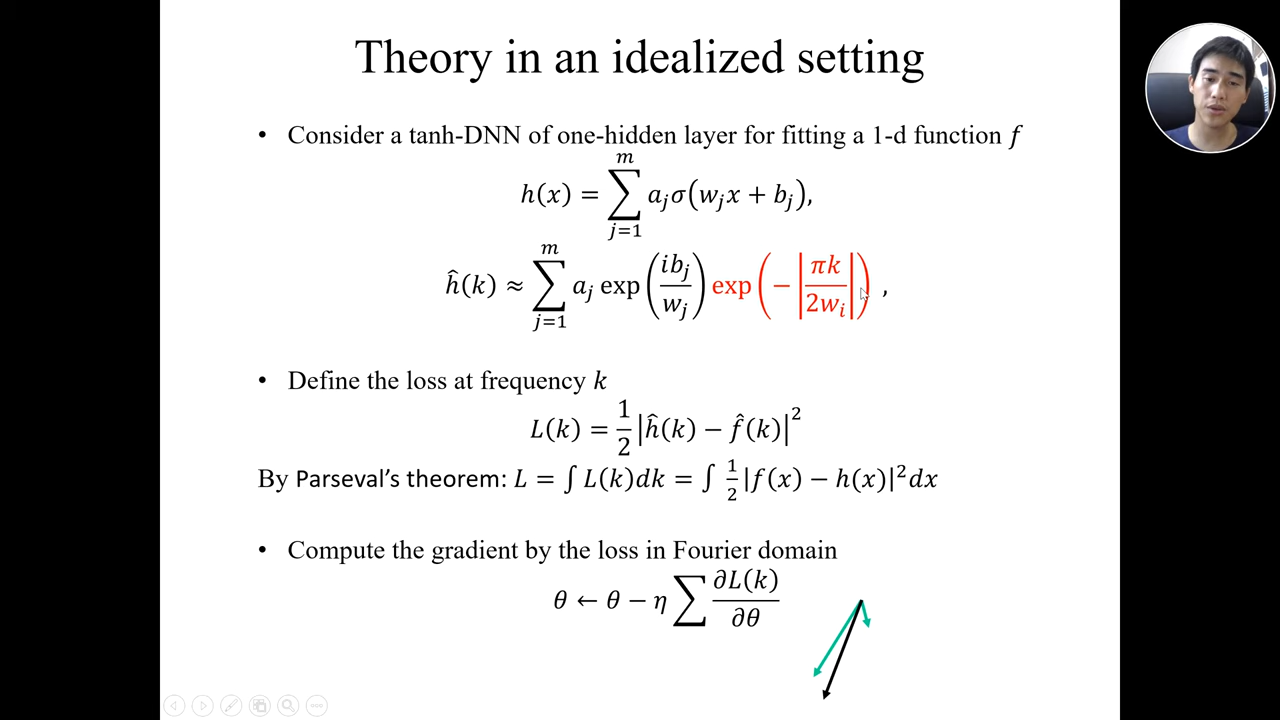 Theory in an idealized setting
• Consider a tanh-DNN of one-hidden layer for fitting a 1-d function f
h(x) = ∑_{j=1}^{m} a_j σ(w_j x + b_j),
ĥ(k) ≈ ∑_{j=1}^{m} a_j exp(ib_j/w_j) exp(−|πk/2w_i|) ,
• Define the loss at frequency k
L(k) = 1/2 |ĥ(k) − f̂(k)|²
By Parseval's theorem: L = ∫ L(k)dk = ∫ 1/2 |f(x) − h(x)|²dx
• Compute the gradient by the loss in Fourier domain
θ ← θ − η ∑ ∂L(k)/∂θ